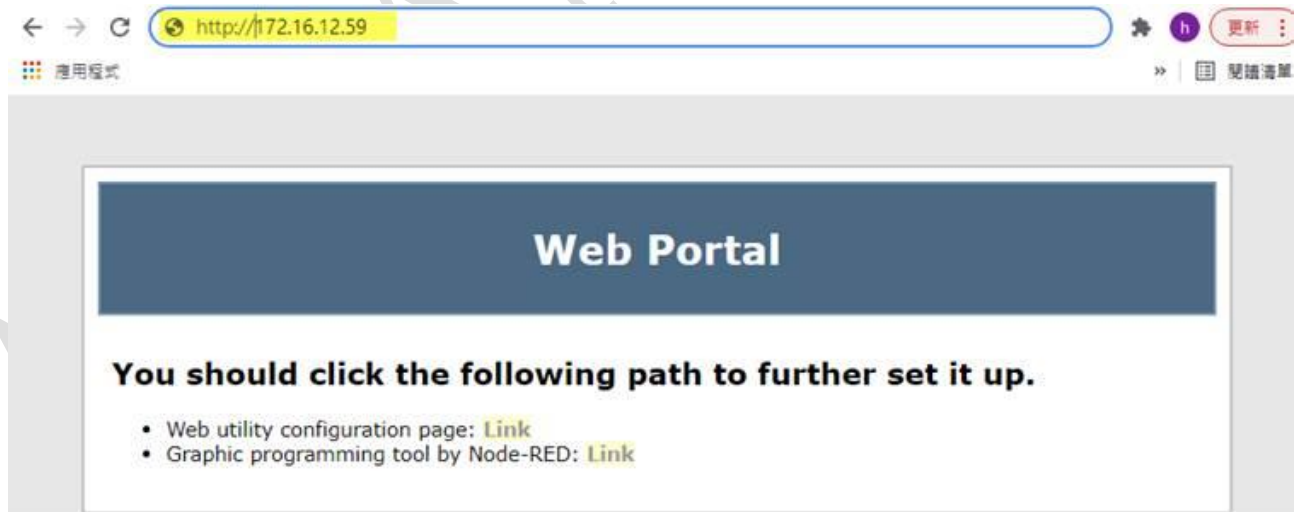 http://172.16.12.59
h
更新
應用程式
»
閱讀清單
Web Portal
You should click the following path to further set it up.
• Web utility configuration page: Link
• Graphic programming tool by Node-RED: Link